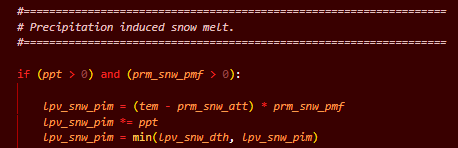 #==================================================================
# Precipitation induced snow melt.
#==================================================================
if (ppt > 0) and (prm_snw_pmf > 0):
lpv_snw_pim = (tem - prm_snw_att) * prm_snw_pmf
lpv_snw_pim *= ppt
lpv_snw_pim = min(lpv_snw_dth, lpv_snw_pim)